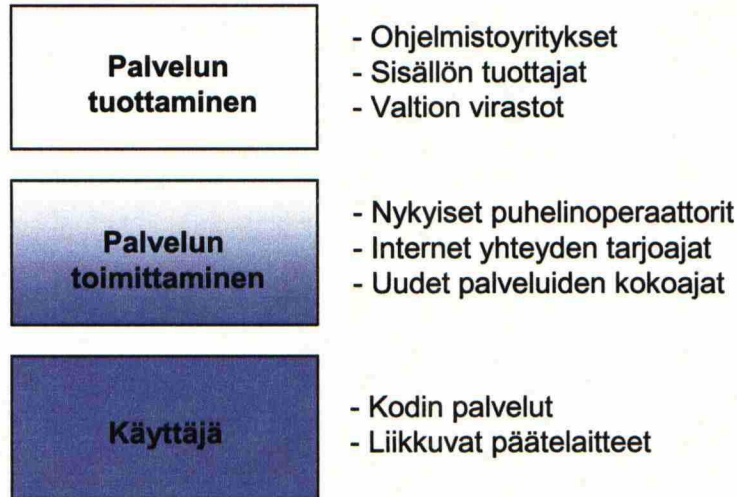 Palvelun
tuottaminen
- Ohjelmistoyritykset
- Sisällön tuottajat
- Valtion virastot
Palvelun
toimittaminen
- Nykyiset puhelinoperaattorit
- Internet yhteyden tarjoajat
- Uudet palveluiden kokoajat
Käyttäjä
- Kodin palvelut
- Liikkuvat päätelaitteet